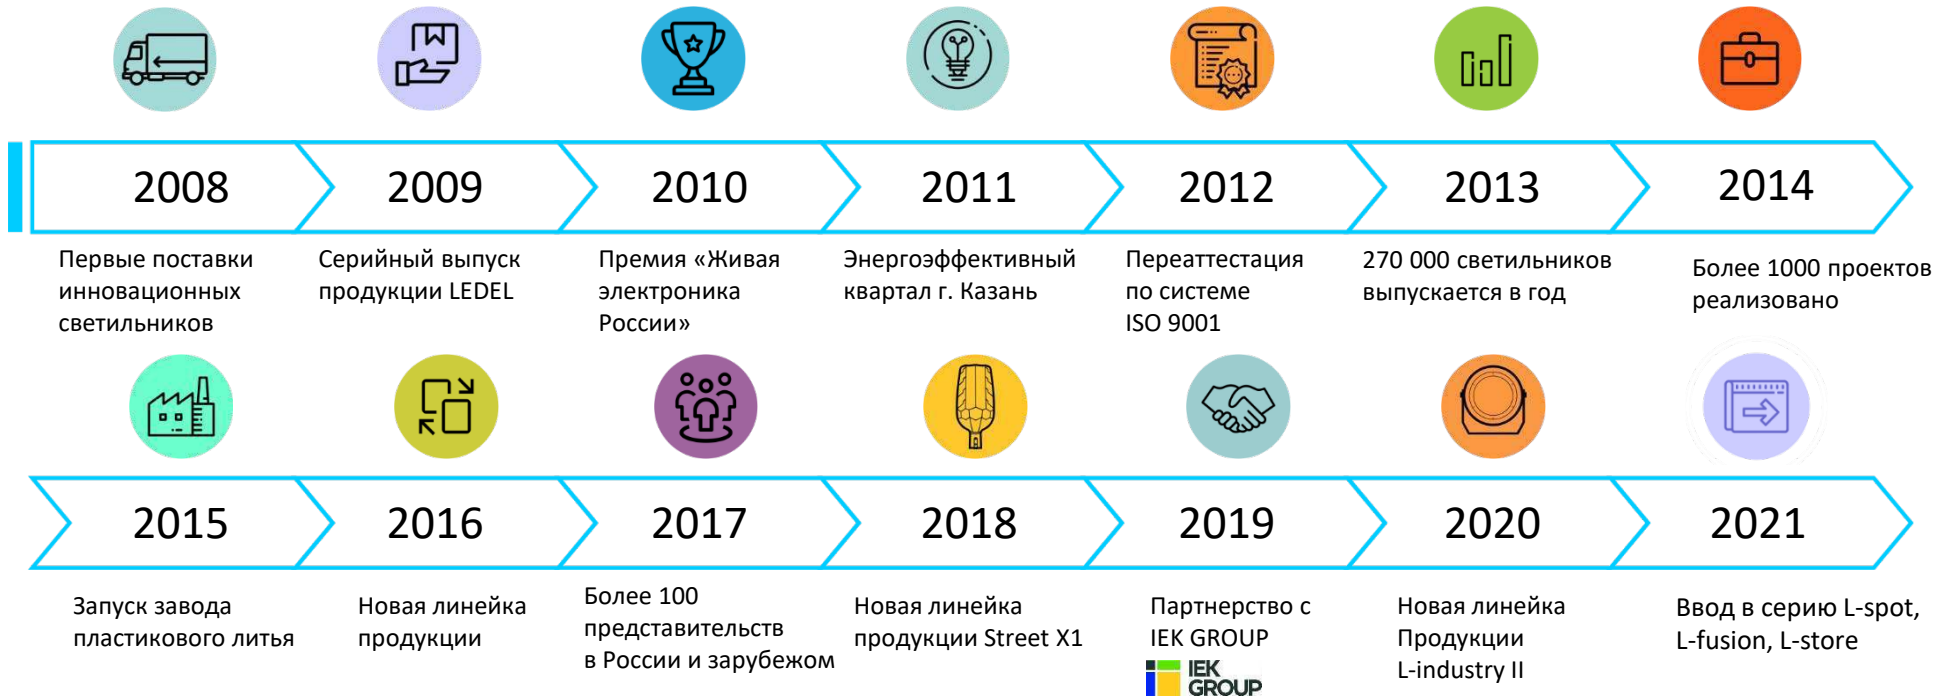 2008
2009
2010
2011
2012
2013
2014
Первые поставки
инновационных
светильников
Серийный выпуск
продукции LEDEL
Премия «Живая
электроника
России»
Энергоэффективный
квартал г. Казань
Переаттестация
по системе
ISO 9001
270 000 светильников
выпускается в год
Более 1000 проектов
реализовано
2015
2016
2017
2018
2019
2020
2021
Запуск завода
пластикового литья
Новая линейка
продукции
Более 100
представительств
в России и зарубежом
Новая линейка
продукции Street X1
Партнерство с
IEK GROUP
IEK
GROUP
Новая линейка
Продукции
L-industry II
Ввод в серию L-spot,
L-fusion, L-store